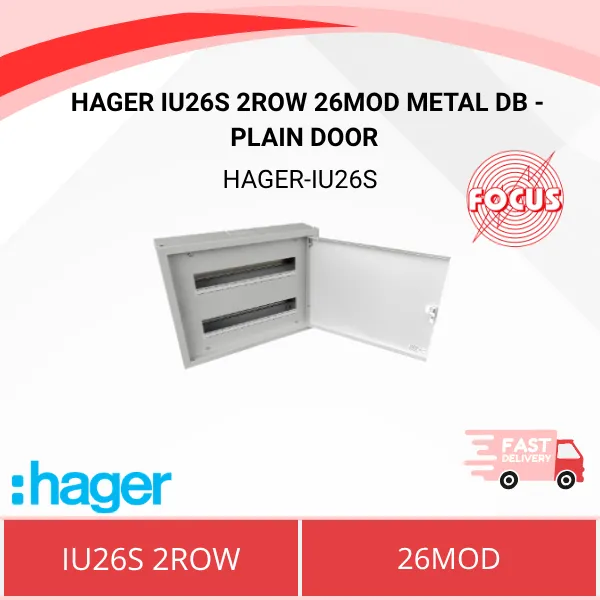 HAGER IU26S 2ROW 26MOD METAL DB -
PLAIN DOOR
HAGER-IU26S
FOCUS
FAST
DELIVERY
:hager
IU26S 2ROW
26MOD